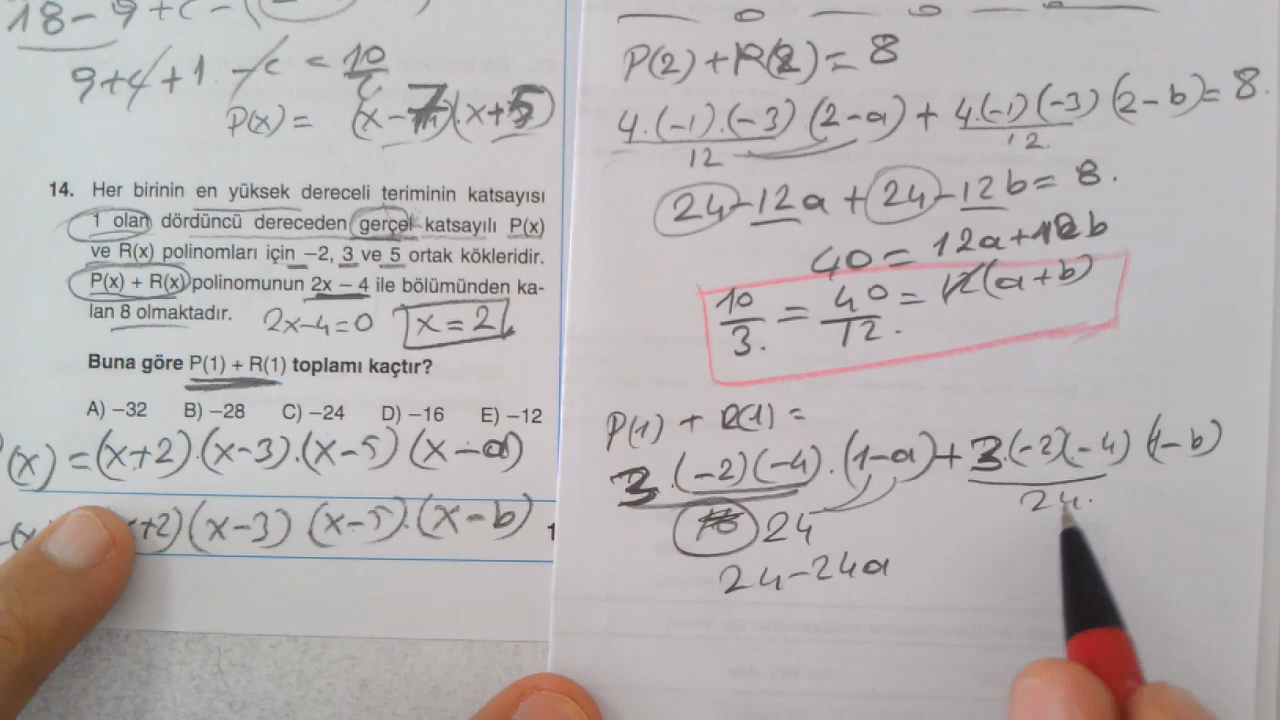 18 - 9 + c - (
9 + c + 1 - c = 10
P(x) = (x - 7).(x + 5)
14. Her birinin en yüksek dereceli teriminin katsayısı
1 olan dördüncü dereceden gerçel katsayılı P(x)
ve R(x) polinomları için −2, 3 ve 5 ortak kökleridir.
P(x) + R(x) polinomunun 2x − 4 ile bölümünden ka-
lan 8 olmaktadır.
2x-4=0 x=2
Buna göre P(1) + R(1) toplamı kaçtır?
A) −32 B) −28 C) −24 D) −16 E) −12
(x) = (x+2).(x-3).(x-5)(x-a)
+2)(x-3)(x-5).(x-b)
1
P(2) + R(2) = 8
4.(-1).(-3)(2-a) + 4.(-1)(-3)(2-b) = 8.
12 12.
24-12a + 24-12b = 8.
40 = 12a+12b
10/3. = 40/12. = 12(a+b)
P(1) + R(1) =
3.(-2)(-4).(1-a) + 3.(-2)(-4)(1-b)
24 24.
24-24a